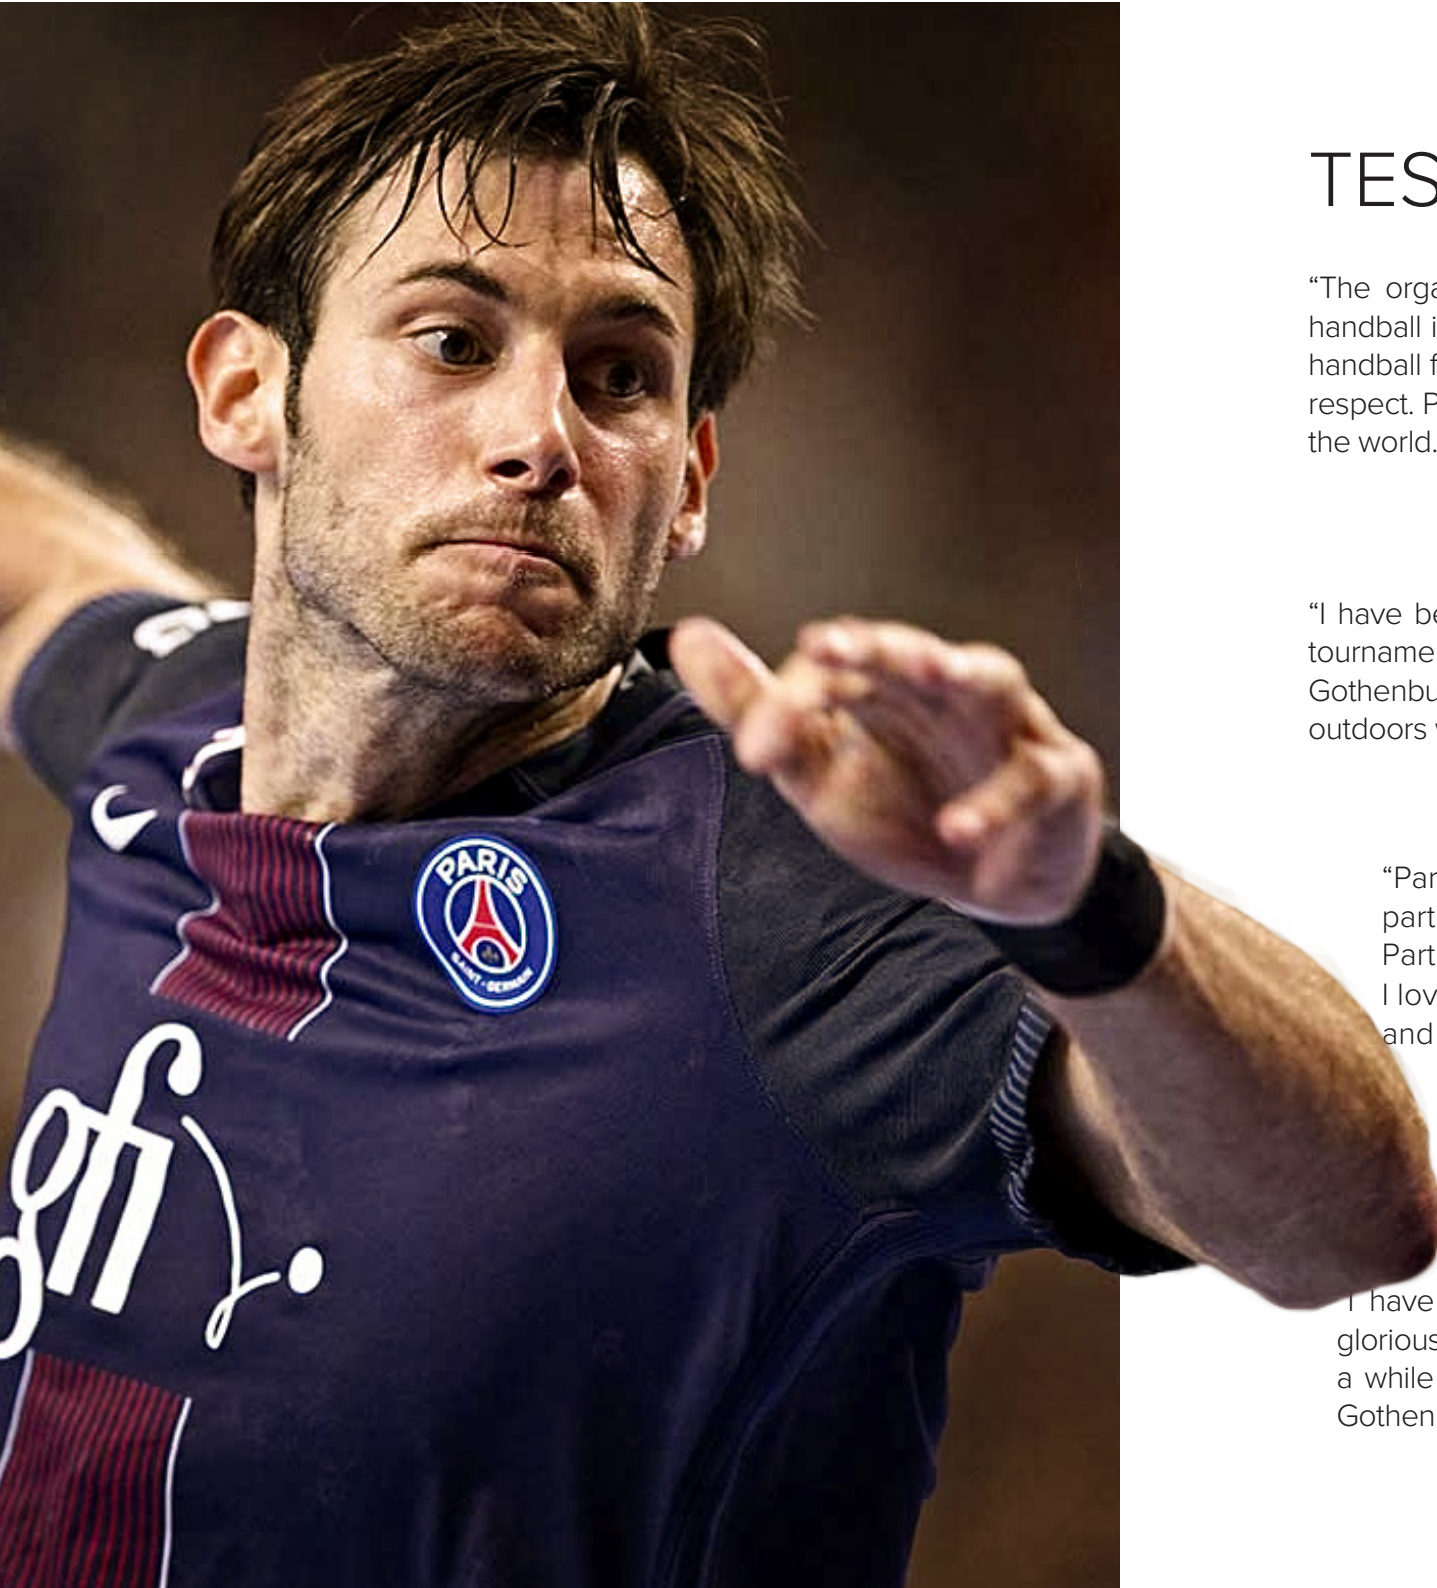 PARIS
SAINT-GERMAIN
gfi
TES
“The orga
handball i
handball f
respect. P
the world.
“I have be
tourname
Gothenbu
outdoors
“Par
part
Part
I lov
and
I have
glorious
a while
Gothen